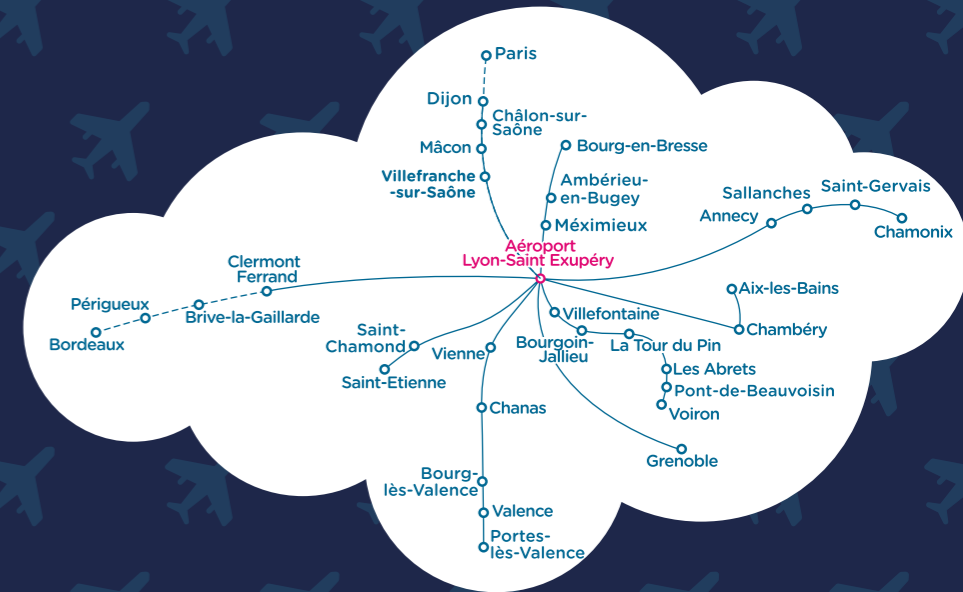 Paris
Dijon
Châlon-sur-
Saône
Mâcon
Villefranche
-sur-Saône
Bourg-en-Bresse
Ambérieu-
en-Bugey
Méximieux
Aéroport
Lyon-Saint Exupéry
Sallanches
Saint-Gervais
Annecy
Chamonix
Clermont
Ferrand
Périgueux
Brive-la-Gaillarde
Bordeaux
Aix-les-Bains
Chambéry
Villefontaine
Bourgoin-
Jallieu
La Tour du Pin
Les Abrets
Pont-de-Beauvoisin
Voiron
Grenoble
Saint-
Chamond
Saint-Etienne
Vienne
Chanas
Bourg-
lès-Valence
Valence
Portes-
lès-Valence